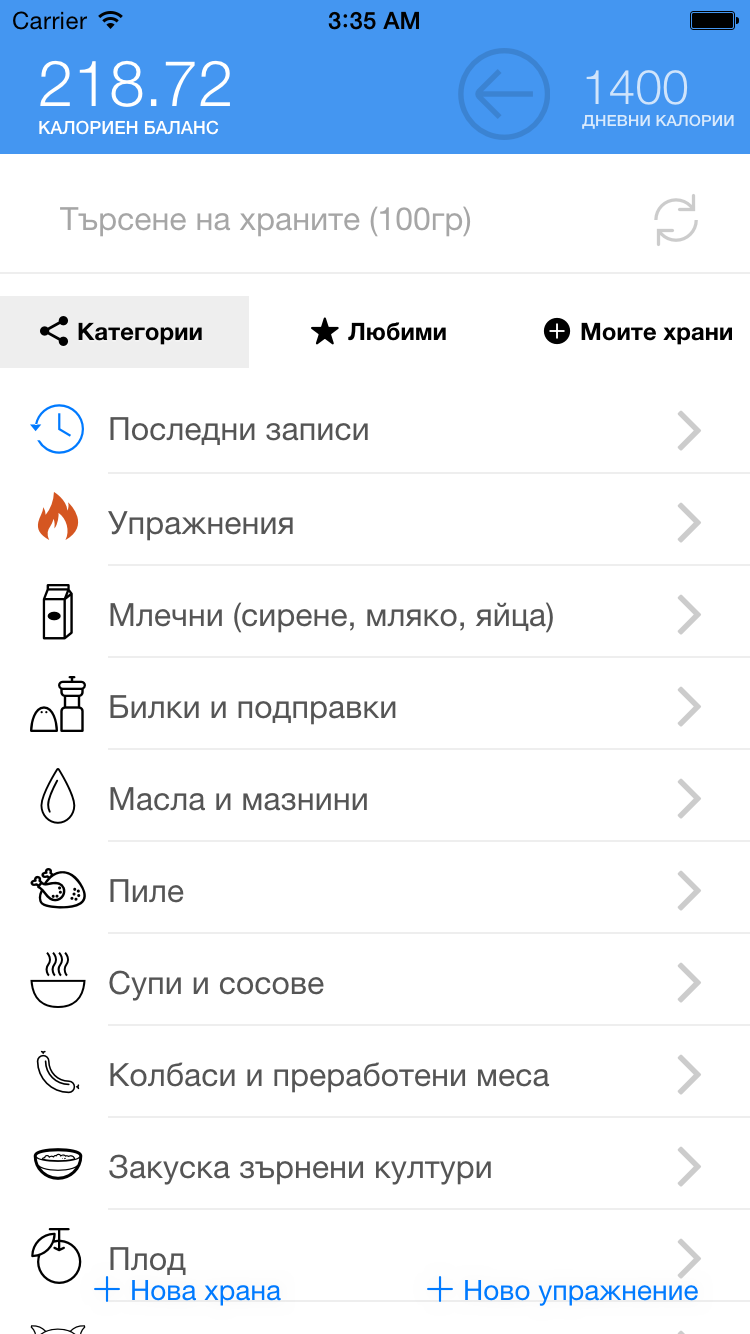 Carrier 3:35 AM
218.72
КАЛОРИЕН БАЛАНС
1400
ДНЕВНИ КАЛОРИИ
Търсене на храните (100гр)
Категории Любими Моите храни
Последни записи
Упражнения
Млечни (сирене, мляко, яйца)
Билки и подправки
Масла и мазнини
Пиле
Супи и сосове
Колбаси и преработени меса
Закуска зърнени култури
Плод
Нова храна Ново упражнение